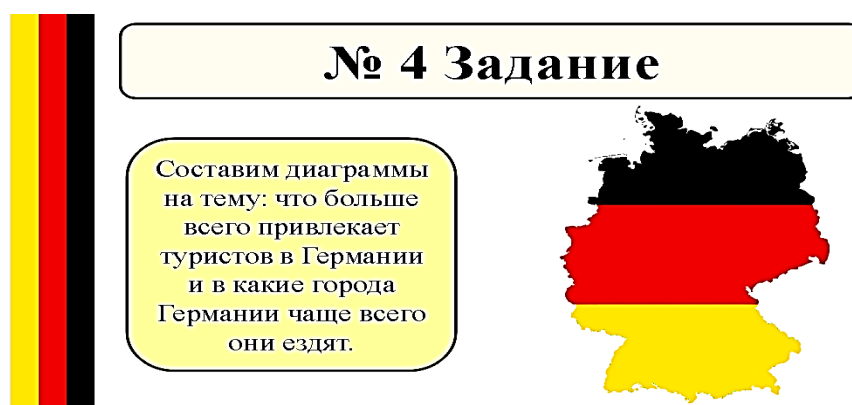 № 4 Задание
Составим диаграммы
на тему: что больше
всего привлекает
туристов в Германии
и в какие города
Германии чаще всего
они ездят.